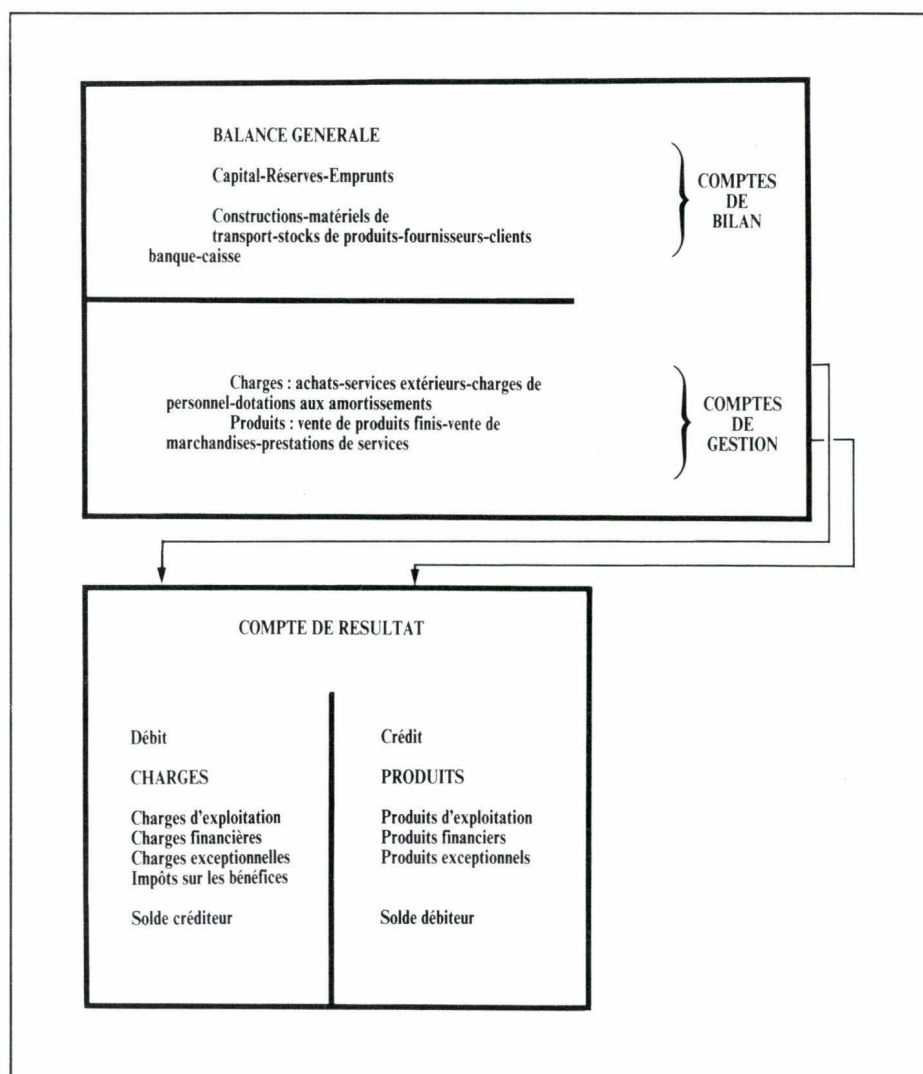 BALANCE GENERALE
Capital-Réserves-Emprunts
Constructions-matériels de
transport-stocks de produits-fournisseurs-clients
banque-caisse
COMPTES
DE
BILAN
Charges : achats-services extérieurs-charges de
personnel-dotations aux amortissements
Produits : vente de produits finis-vente de
marchandises-prestations de services
COMPTES
DE
GESTION
COMPTE DE RESULTAT
Débit
CHARGES
Charges d'exploitation
Charges financières
Charges exceptionnelles
Impôts sur les bénéfices
Solde créditeur
Crédit
PRODUITS
Produits d'exploitation
Produits financiers
Produits exceptionnels
Solde débiteur